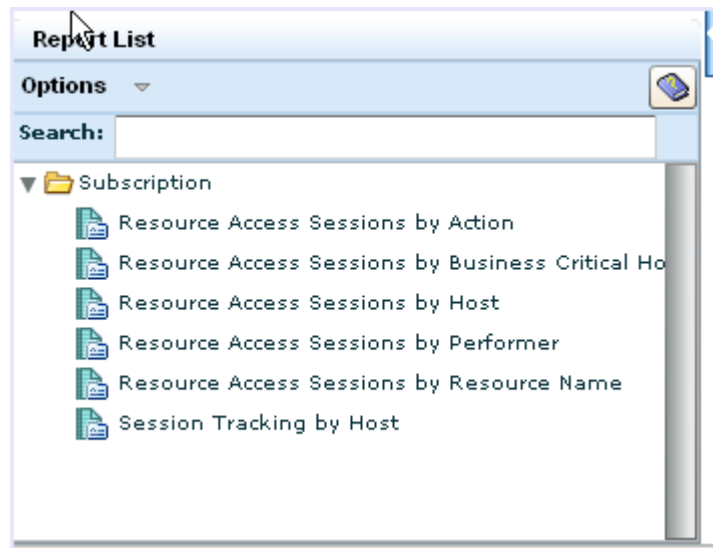 Report List
Options
Search:
Subscription
Resource Access Sessions by Action
Resource Access Sessions by Business Critical Ho
Resource Access Sessions by Host
Resource Access Sessions by Performer
Resource Access Sessions by Resource Name
Session Tracking by Host